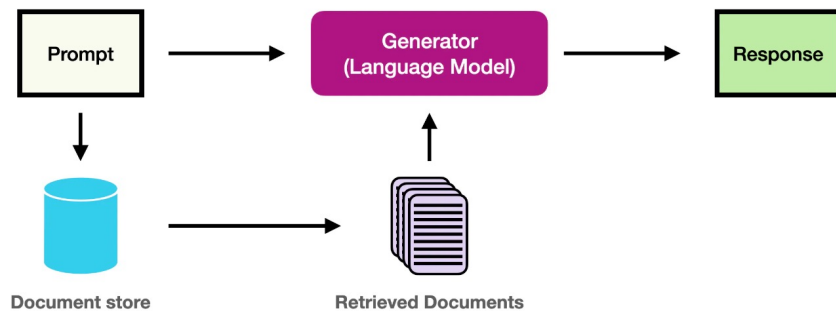 Prompt
Generator
(Language Model)
Response
Document store
Retrieved Documents